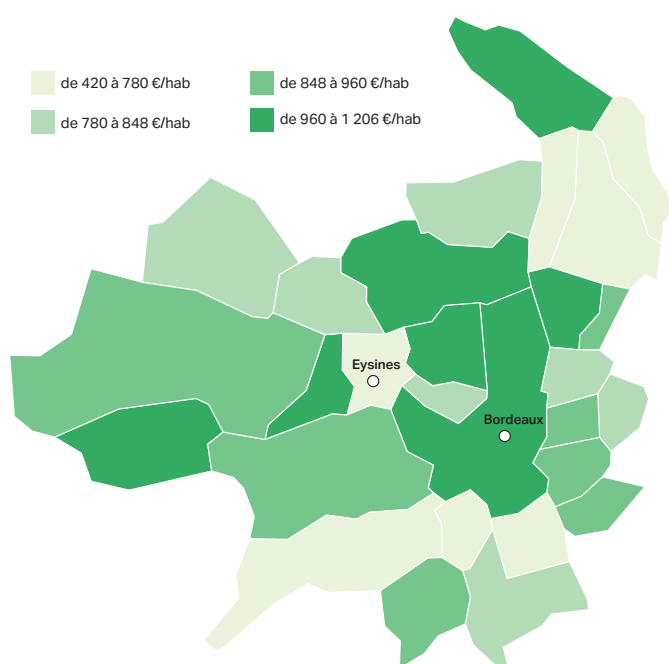 de 420 à 780 €/hab
de 848 à 960 €/hab
de 780 à 848 €/hab
de 960 à 1 206 €/hab
Eysines
Bordeaux